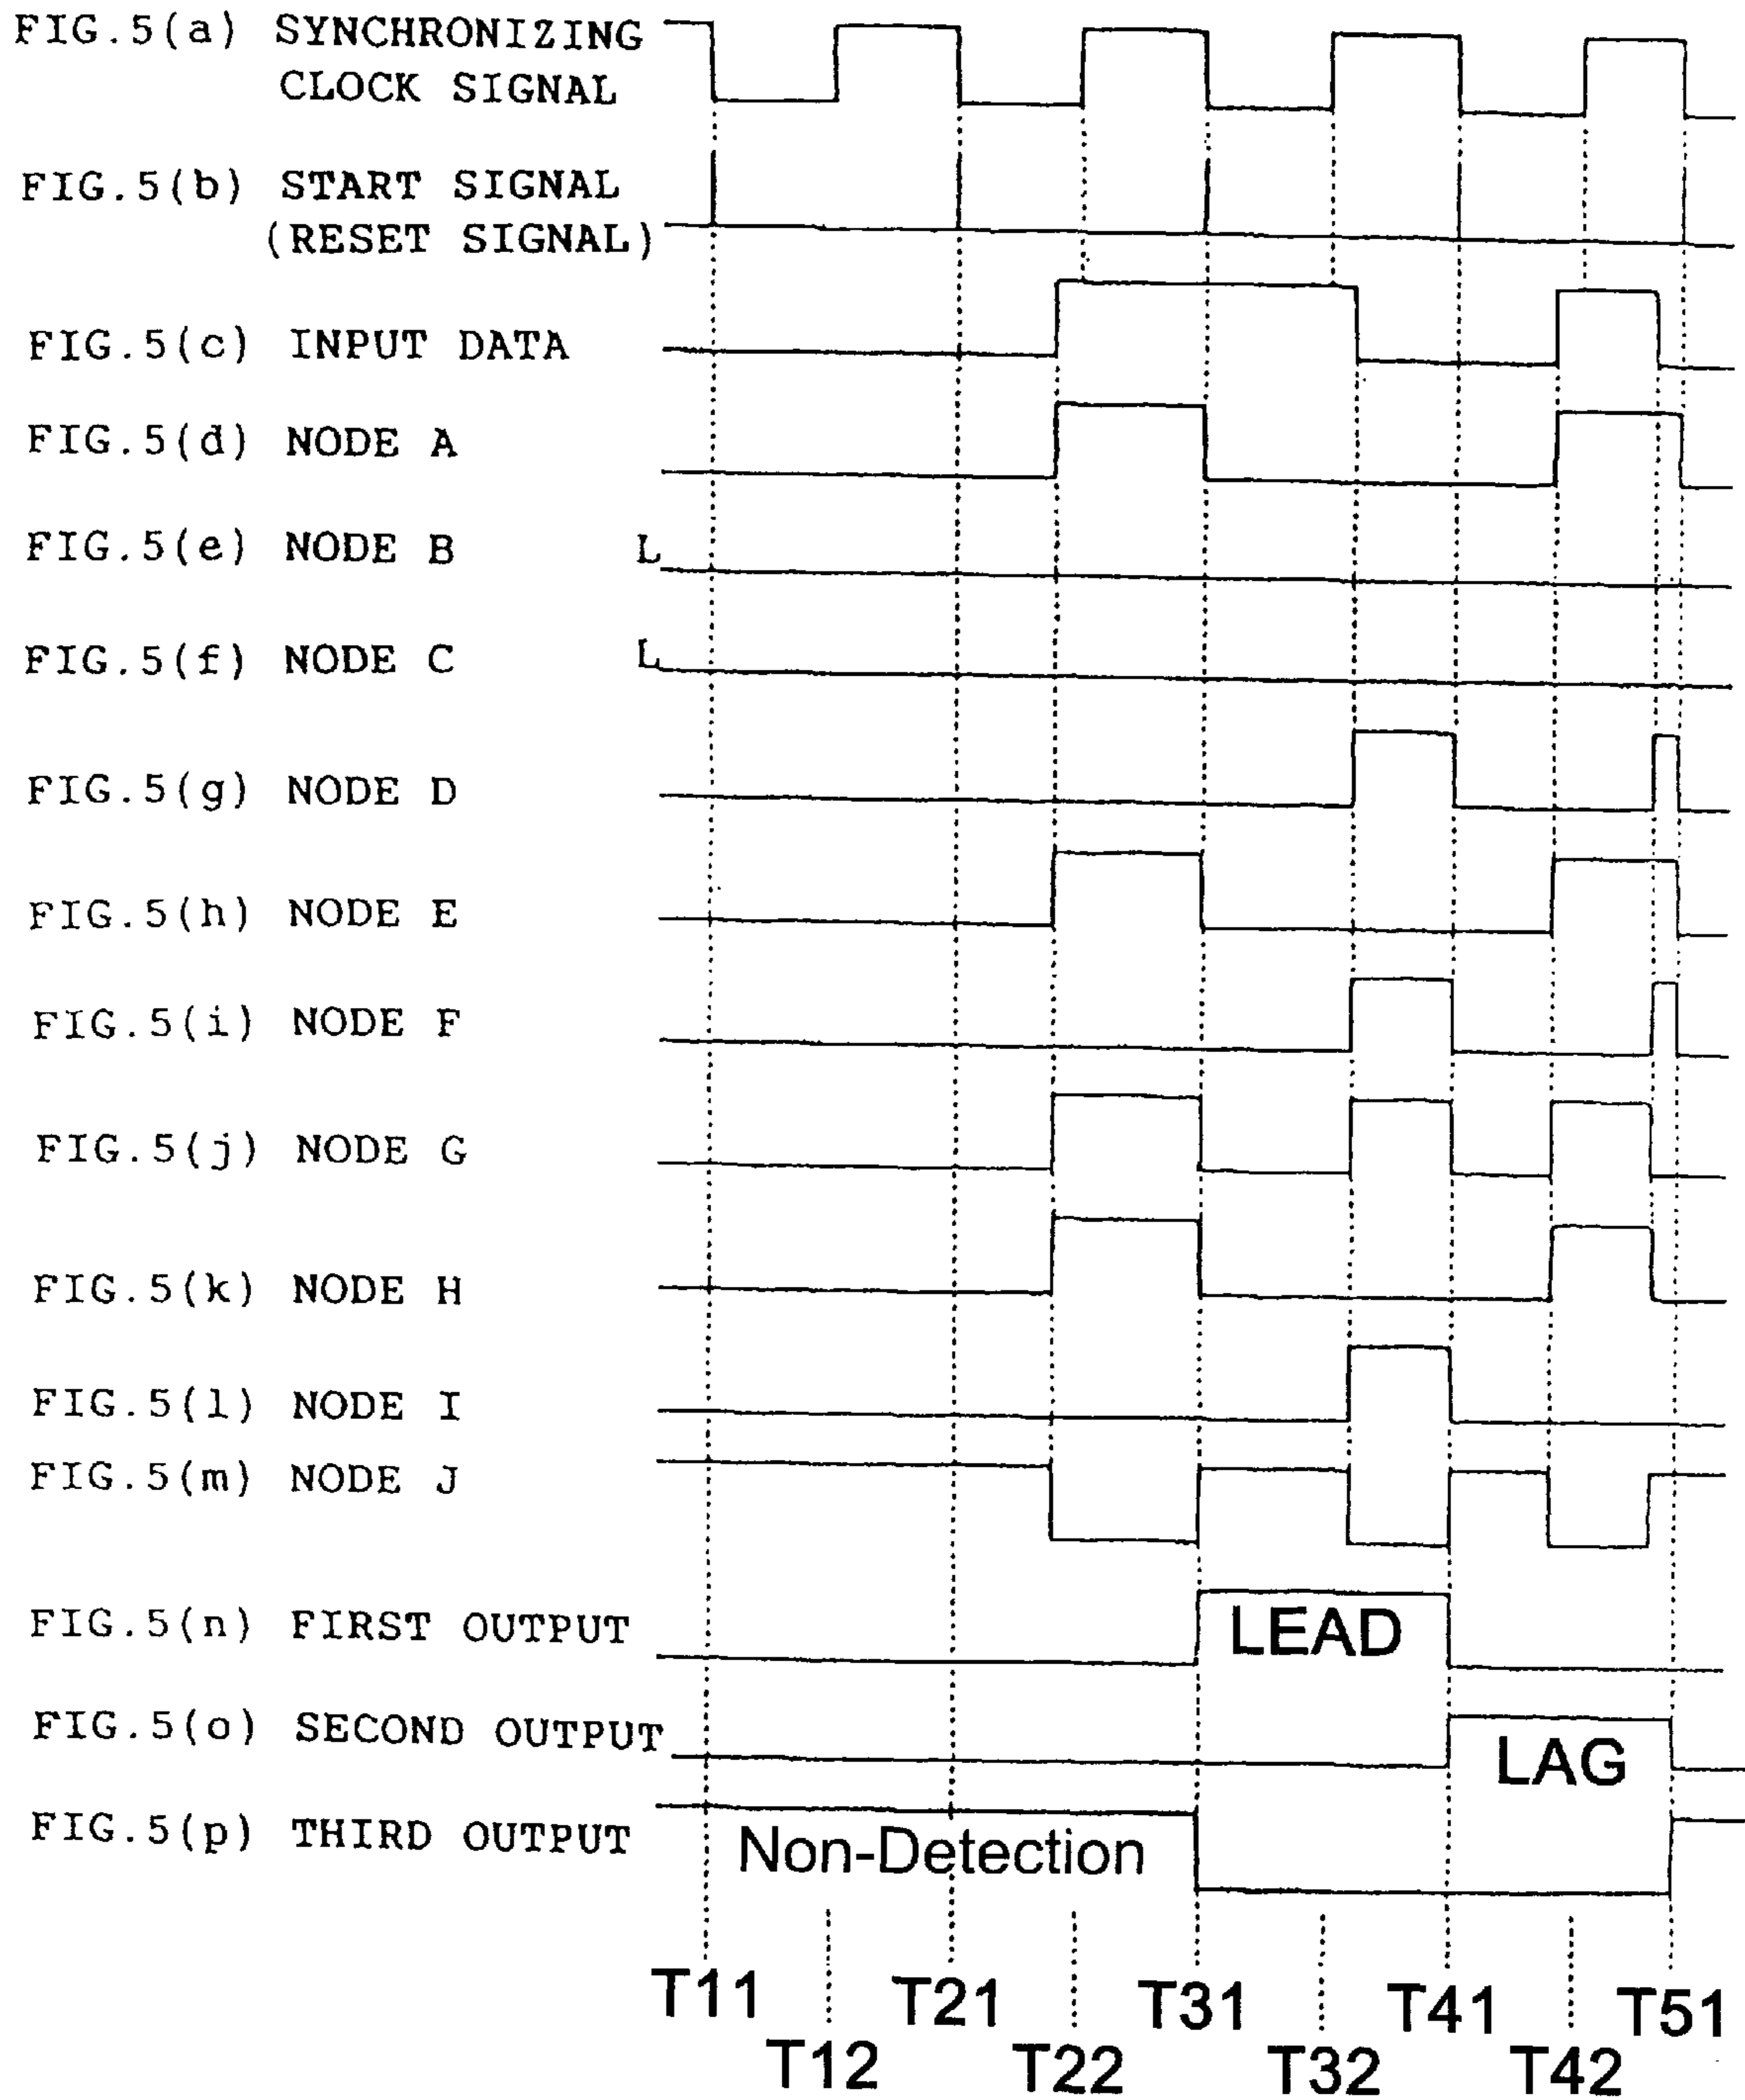 FIG.5(a) SYNCHRONIZING
CLOCK SIGNAL
FIG.5(b) START SIGNAL
(RESET SIGNAL)
FIG.5(c) INPUT DATA
FIG.5(d) NODE A
FIG.5(e) NODE B L
FIG.5(f) NODE C L
FIG.5(g) NODE D
FIG.5(h) NODE E
FIG.5(i) NODE F
FIG.5(j) NODE G
FIG.5(k) NODE H
FIG.5(l) NODE I
FIG.5(m) NODE J
FIG.5(n) FIRST OUTPUT LEAD
FIG.5(o) SECOND OUTPUT LAG
FIG.5(p) THIRD OUTPUT Non-Detection
T11 T21 T31 T41 T51
T12 T22 T32 T42